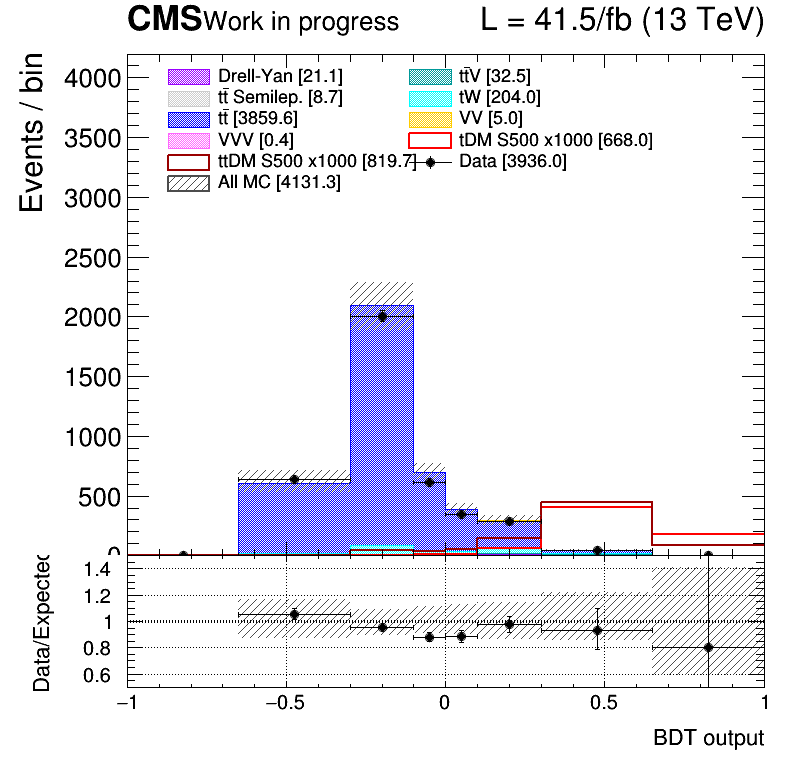 CMS Work in progress L = 41.5/fb (13 TeV)
Events / bin
4000
3500
3000
2500
2000
1500
1000
500
0
Drell-Yan [21.1] tt̄V [32.5]
tt̄ Semilep. [8.7] tW [204.0]
tt̄ [3859.6] VV [5.0]
VVV [0.4] tDM S500 x1000 [668.0]
ttDM S500 x1000 [819.7] Data [3936.0]
All MC [4131.3]
Data/Expected
1.4
1.2
1
0.8
0.6
−1 −0.5 0 0.5 1
BDT output